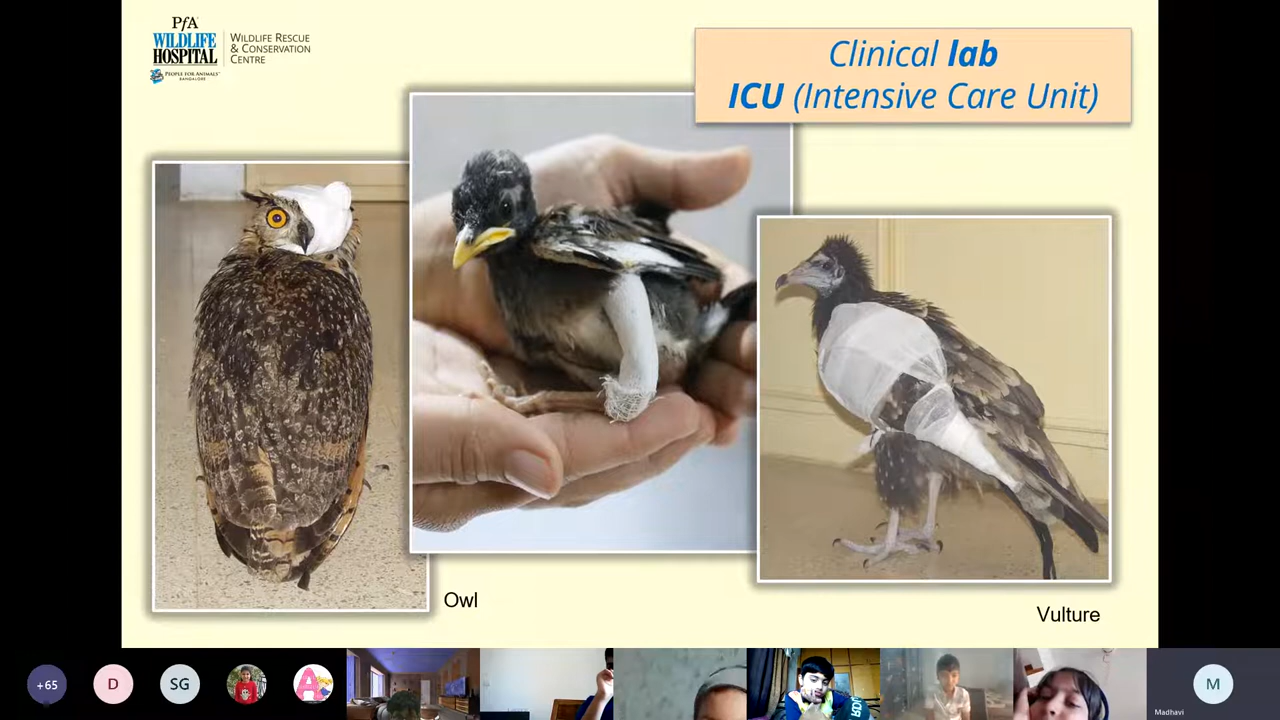 PfA
WILDLIFE
HOSPITAL
PEOPLE FOR ANIMALS
BANGALORE
WILDLIFE RESCUE
& CONSERVATION
CENTRE
Clinical lab
ICU (Intensive Care Unit)
Owl
Vulture
+65
D
SG
A
M
Madhavi